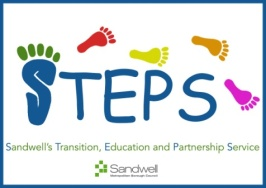 STEPS
Sandwell's Transition, Education and Partnership Service
Sandwell
Metropolitan Borough Council